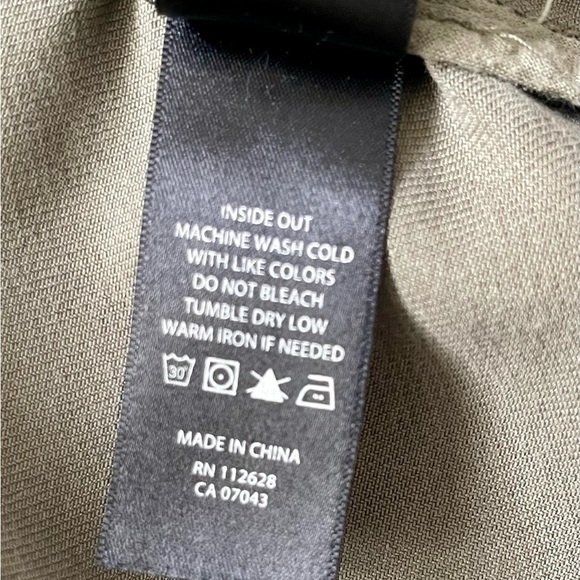 INSIDE OUT
MACHINE WASH COLD
WITH LIKE COLORS
DO NOT BLEACH
TUMBLE DRY LOW
WARM IRON IF NEEDED
30
MADE IN CHINA
RN 112628
CA 07043